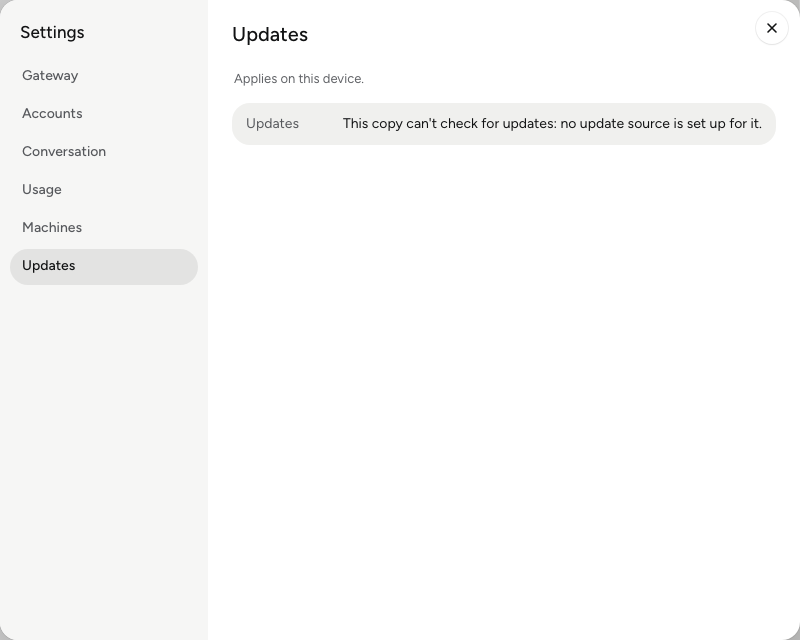 Settings
Gateway
Accounts
Conversation
Usage
Machines
Updates
Updates
Applies on this device.
Updates This copy can't check for updates: no update source is set up for it.